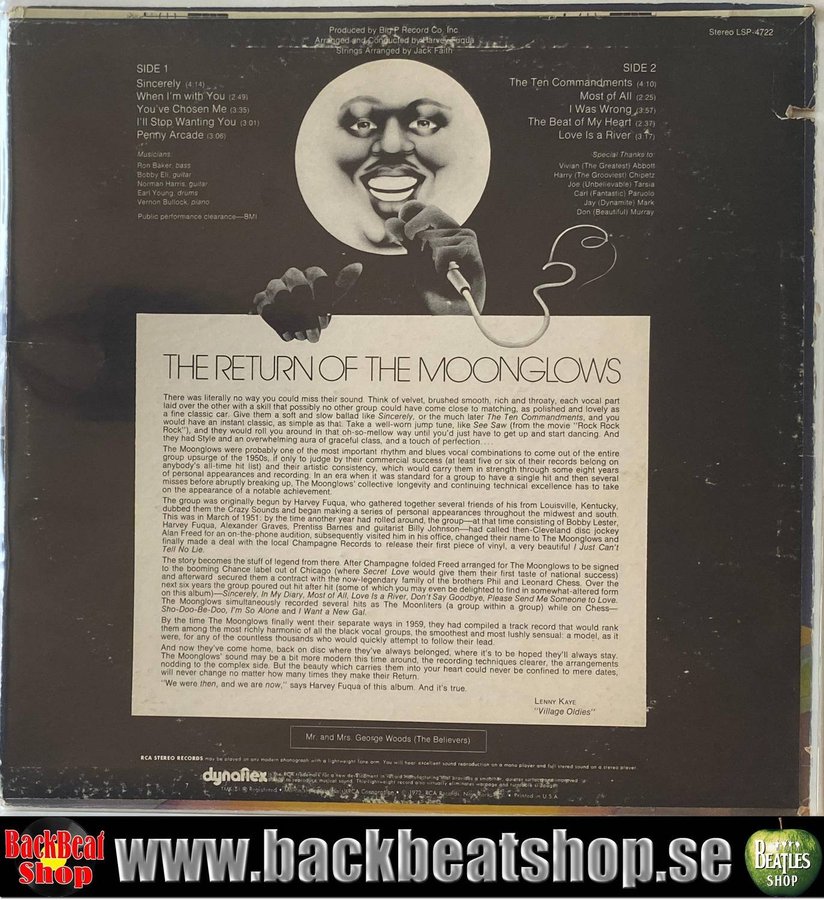 Produced by Big P Record Co. Inc
Arranged and Conducted by Harvey Fuqua
Strings Arranged by Jack Faith
Stereo LSP-4722
SIDE 1
Sincerely (4:14)
When I'm with You (2:49)
You've Chosen Me (3:35)
I'll Stop Wanting You (3:01)
Penny Arcade (3:06)
Musicians:
Ron Baker, bass
Bobby Eli, guitar
Norman Harris, guitar
Earl Young, drums
Vernon Bullock, piano
Public performance clearance—BMI
SIDE 2
The Ten Commandments (4:10)
Most of All (2:25)
I Was Wrong (3:57)
The Beat of My Heart (2:37)
Love Is a River
Special Thanks to:
Vivian (The Greatest) Abbott
Harry (The Grooviest) Chipetz
Joe (Unbelievable) Tarsia
Carl (Fantastic) Paruolo
Jay (Dynamite) Mark
Don (Beautiful) Murray
THE RETURN OF THE MOONGLOWS
There was literally no way you could miss their sound. Think of velvet, brushed smooth, rich and throaty, each vocal part
laid over the other with a skill that possibly no other group could have come close to matching, as polished and lovely as
a fine classic car. Give them a soft and slow ballad like Sincerely, or the much later The Ten Commandments, and you
would have an instant classic, as simple as that. Take a well-worn jump tune, like See Saw (from the movie "Rock Rock
Rock"), and they would roll you around in that oh-so-mellow way until you'd just have to get up and start dancing. And
they had Style and an overwhelming aura of graceful class, and a touch of perfection....
The Moonglows were probably one of the most important rhythm and blues vocal combinations to come out of the entire
group upsurge of the 1950s, if only to judge by their commercial success (at least five or six of their records belong on
anybody's all-time hit list) and their artistic consistency, which would carry them in strength through some eight years
of personal appearances and recording. In an era when it was standard for a group to have a single hit and then several
misses before abruptly breaking up, The Moonglows' collective longevity and continuing technical excellence has to take
on the appearance of a notable achievement.
The group was originally begun by Harvey Fuqua, who gathered together several friends of his from Louisville, Kentucky,
dubbed them the Crazy Sounds and began making a series of personal appearances throughout the midwest and south.
This was in March of 1951: by the time another year had rolled around, the group—at that time consisting of Bobby Lester,
Harvey Fuqua, Alexander Graves, Prentiss Barnes and guitarist Billy Johnson—had called then-Cleveland disc jockey
Alan Freed for an on-the-phone audition, subsequently visited him in his office, changed their name to The Moonglows and
finally made a deal with the local Champagne Records to release their first piece of vinyl, a very beautiful I Just Can't
Tell No Lie.
The story becomes the stuff of legend from there. After Champagne folded Freed arranged for The Moonglows to be signed
to the booming Chance label out of Chicago (where Secret Love would give them their first taste of national success)
and afterward secured them a contract with the now-legendary family of the brothers Phil and Leonard Chess. Over the
next six years the group poured out hit after hit (some of which you may even be delighted to find in somewhat-altered form
on this album)—Sincerely, In My Diary, Most of All, Love Is a River, Don't Say Goodbye, Please Send Me Someone to Love.
The Moonglows simultaneously recorded several hits as The Moonliters (a group within a group) while on Chess—
Sho-Doo-Be-Doo, I'm So Alone and I Want a New Gal.
By the time The Moonglows finally went their separate ways in 1959, they had compiled a track record that would rank
them among the most richly harmonic of all the black vocal groups, the smoothest and most lushly sensual: a model, as it
were, for any of the countless thousands who would quickly attempt to follow their lead.
And now they've come home, back on disc where they've always belonged, where it's to be hoped they'll always stay.
The Moonglows' sound may be a bit more modern this time around, the recording techniques clearer, the arrangements
nodding to the complex side. But the beauty which carries them into your heart could never be confined to mere dates,
will never change no matter how many times they make their Return.
"We were then, and we are now," says Harvey Fuqua of this album. And it's true.
LENNY KAYE
"Village Oldies"
Mr. and Mrs. George Woods (The Believers)
RCA STEREO RECORDS may be played on any modern phonograph with a lightweight tone arm. You will hear excellent sound reproduction on a mono player and full stereo sound on a stereo player.
dynaflex
© 1972, RCA Records, Printed in U.S.A.
BackBeat
Shop
www.backbeatshop.se
BEATLES
SHOP